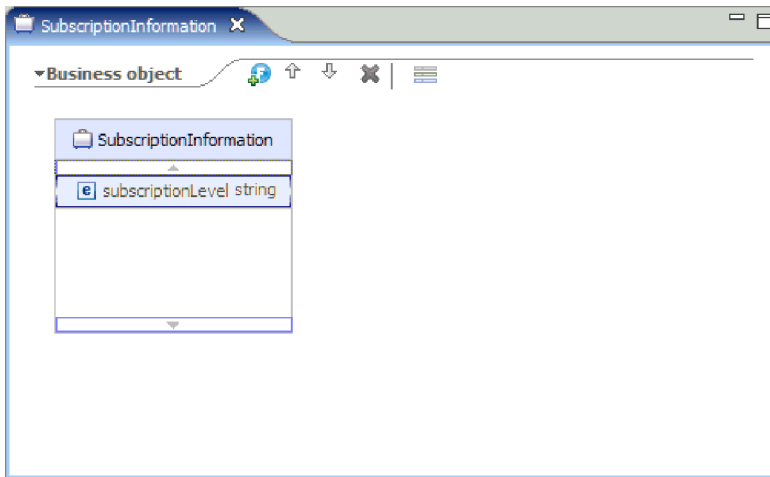 SubscriptionInformation
Business object
SubscriptionInformation
e subscriptionLevel string